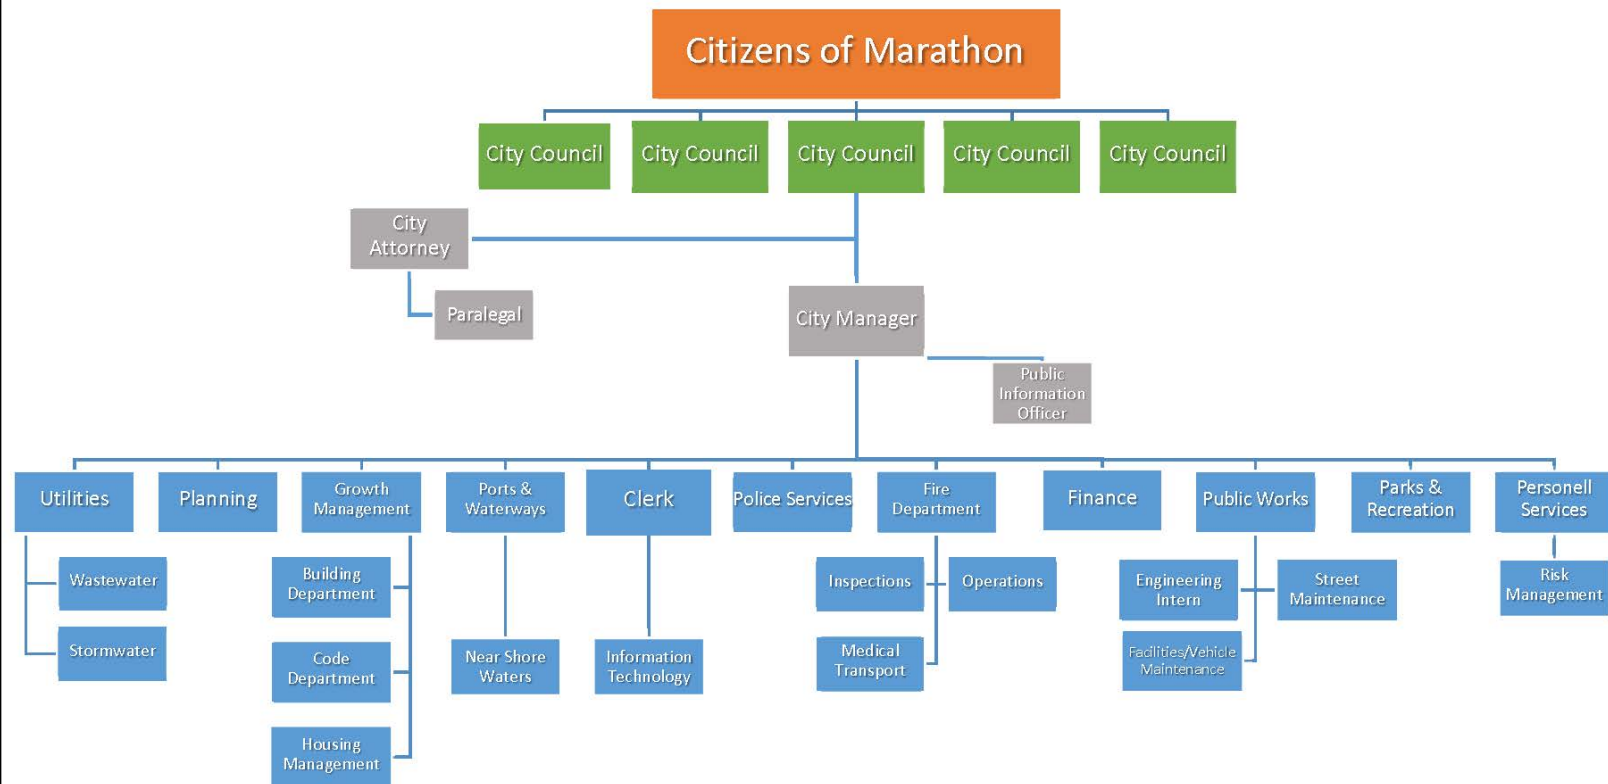 Citizens of Marathon
City Council
City Council
City Council
City Council
City Council
City
Attorney
Paralegal
City Manager
Public
Information
Officer
Utilities
Planning
Growth
Management
Ports &
Waterways
Clerk
Police Services
Fire
Department
Finance
Public Works
Parks &
Recreation
Personell
Services
Wastewater
Stormwater
Building
Department
Code
Department
Housing
Management
Near Shore
Waters
Information
Technology
Inspections
Operations
Medical
Transport
Engineering
Intern
Street
Maintenance
Facilities/Vehicle
Maintenance
Risk
Management